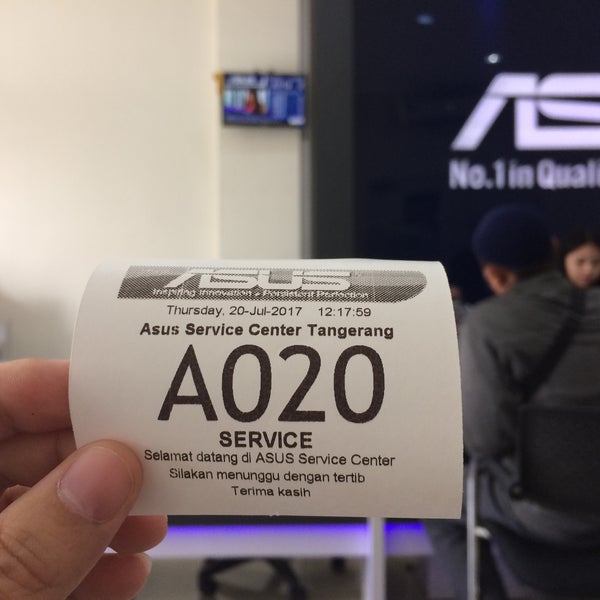 ASUS
No.1 in Quali
ASUS
Inspiring Innovation • Persistent Perfection
Thursday, 20-Jul-2017 12:17:59
Asus Service Center Tangerang
A020
SERVICE
Selamat datang di ASUS Service Center
Silakan menunggu dengan tertib
Terima kasih